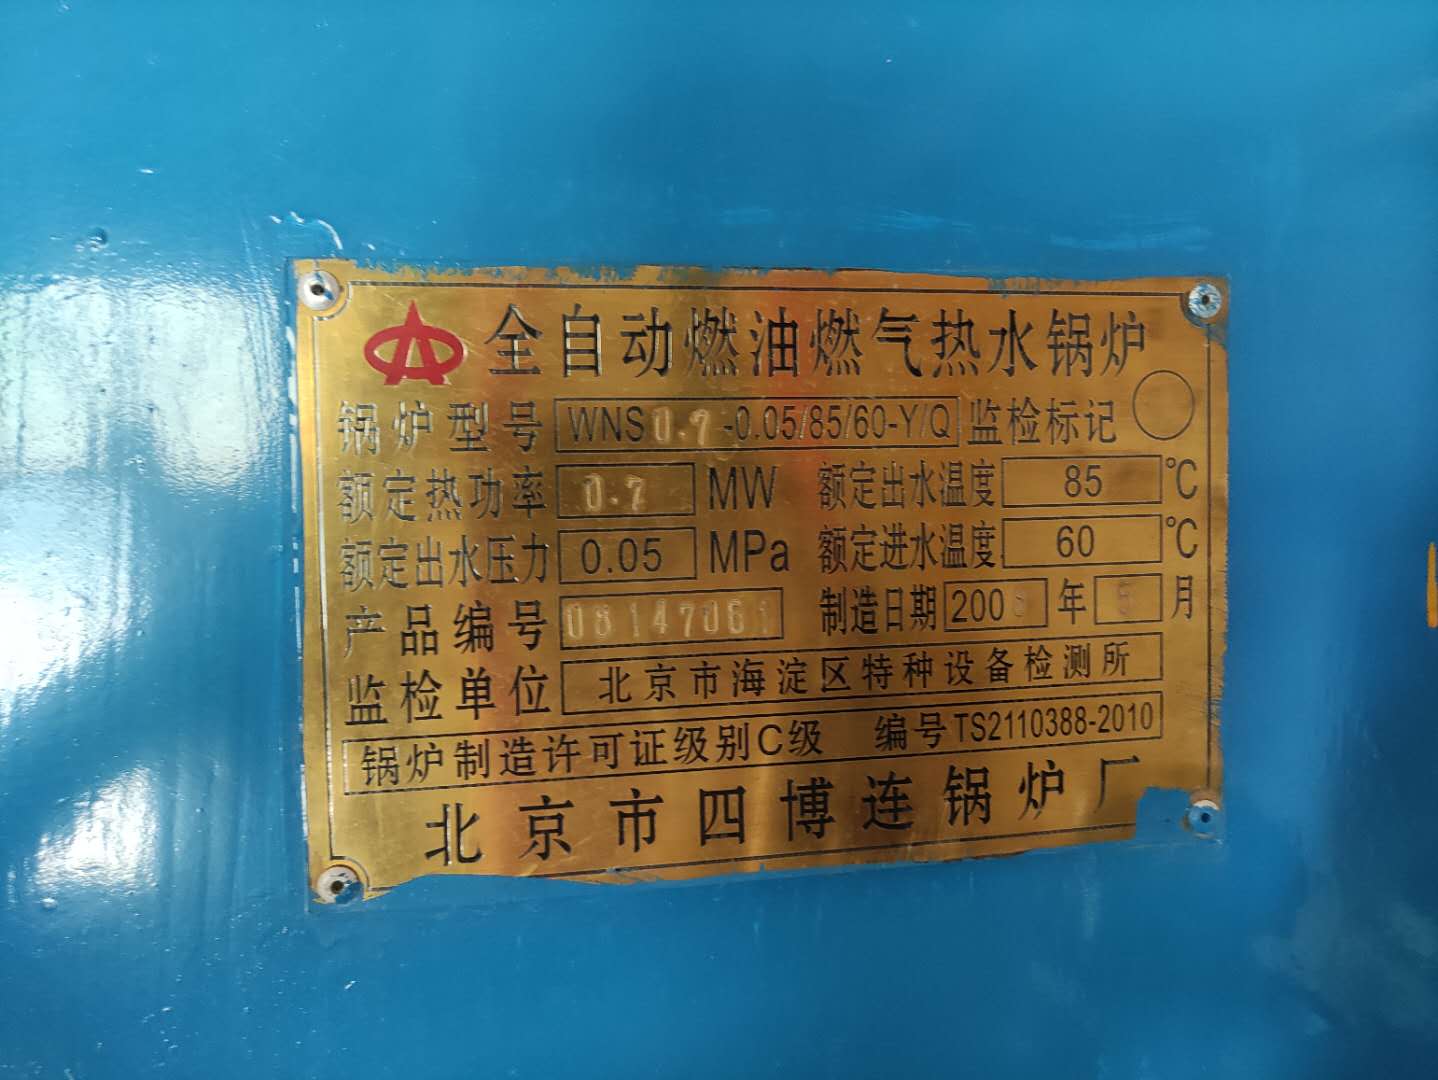 全自动燃油燃气热水锅炉
锅炉型号 WNS0.7-0.05/85/60-Y/Q 监检标记
额定热功率 0.7 MW 额定出水温度 85 ℃
额定出水压力 0.05 MPa 额定进水温度 60 ℃
产品编号 08147061 制造日期 2008 年 5 月
监检单位 北京市海淀区特种设备检测所
锅炉制造许可证级别C级 编号TS2110388-2010
北京市四博连锅炉厂